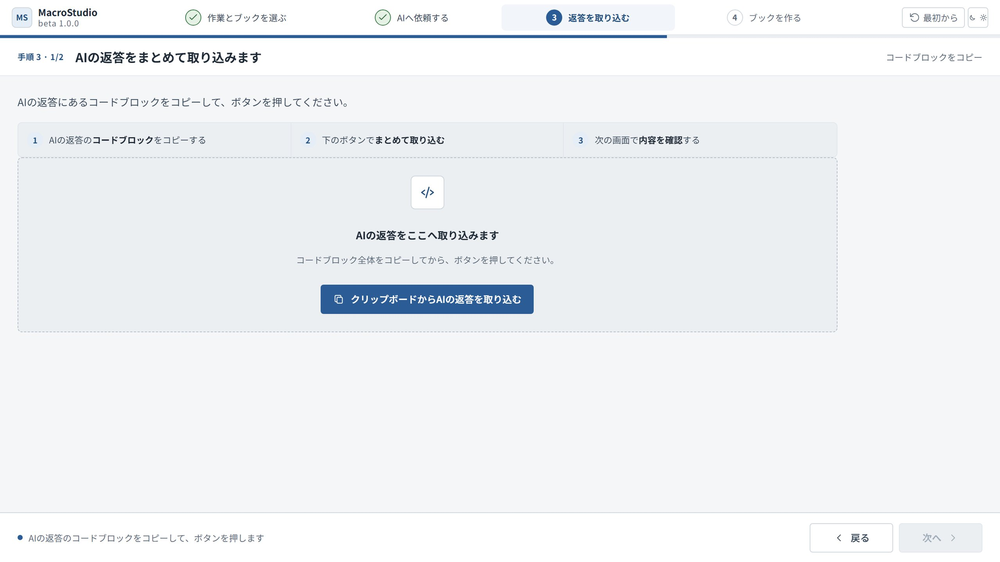 MS
MacroStudio
beta 1.0.0
作業とブックを選ぶ
AIへ依頼する
3 返答を取り込む
4 ブックを作る
最初から
手順 3・1/2 AIの返答をまとめて取り込みます
コードブロックをコピー
AIの返答にあるコードブロックをコピーして、ボタンを押してください。
1 AIの返答のコードブロックをコピーする
2 下のボタンでまとめて取り込む
3 次の画面で内容を確認する
AIの返答をここへ取り込みます
コードブロック全体をコピーしてから、ボタンを押してください。
クリップボードからAIの返答を取り込む
AIの返答のコードブロックをコピーして、ボタンを押します
戻る
次へ